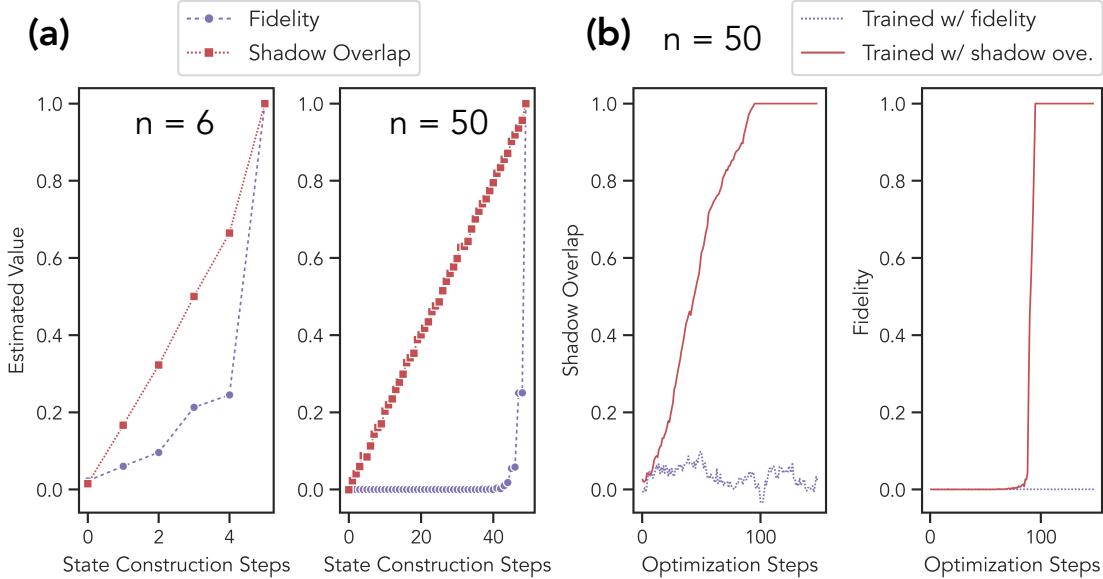 (a)
Fidelity
Shadow Overlap
(b)
n = 50
Trained w/ fidelity
Trained w/ shadow ove.
Estimated Value
1.0
0.8
0.6
0.4
0.2
0.0
n = 6
0 2 4
State Construction Steps
1.0
0.8
0.6
0.4
0.2
0.0
n = 50
0 20 40
State Construction Steps
Shadow Overlap
1.0
0.8
0.6
0.4
0.2
0.0
0 100
Optimization Steps
Fidelity
1.0
0.8
0.6
0.4
0.2
0.0
0 100
Optimization Steps